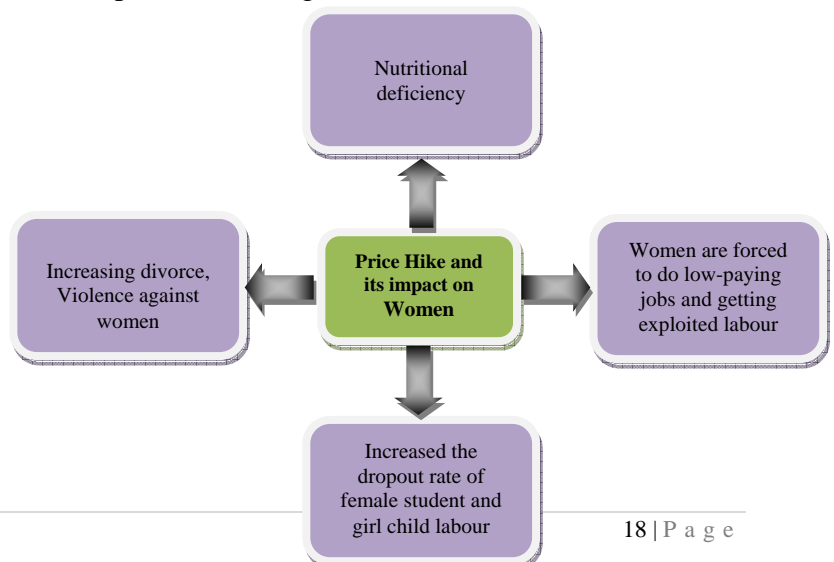 Nutritional
deficiency
Increasing divorce,
Violence against
women
Price Hike and
its impact on
Women
Women are forced
to do low-paying
jobs and getting
exploited labour
Increased the
dropout rate of
female student and
girl child labour
18 | P a g e